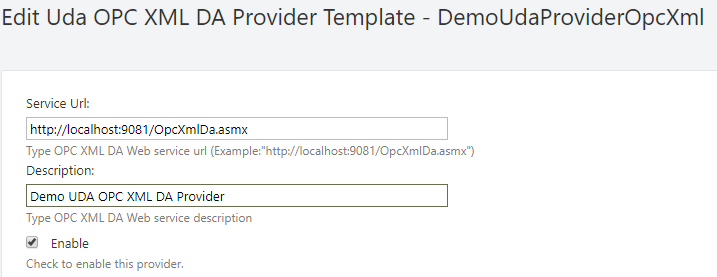 Edit Uda OPC XML DA Provider Template - DemoUdaProviderOpcXml
Service Url:
http://localhost:9081/OpcXmlDa.asmx
Type OPC XML DA Web service url (Example:"http://localhost:9081/OpcXmlDa.asmx")
Description:
Demo UDA OPC XML DA Provider
Type OPC XML DA Web service description
Enable
Check to enable this provider.